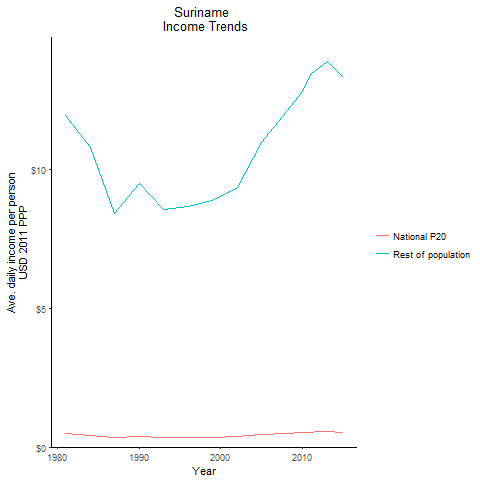 Suriname
Income Trends
Ave. daily income per person
USD 2011 PPP
$10
$5
$0
1980
1990
2000
2010
Year
National P20
Rest of population